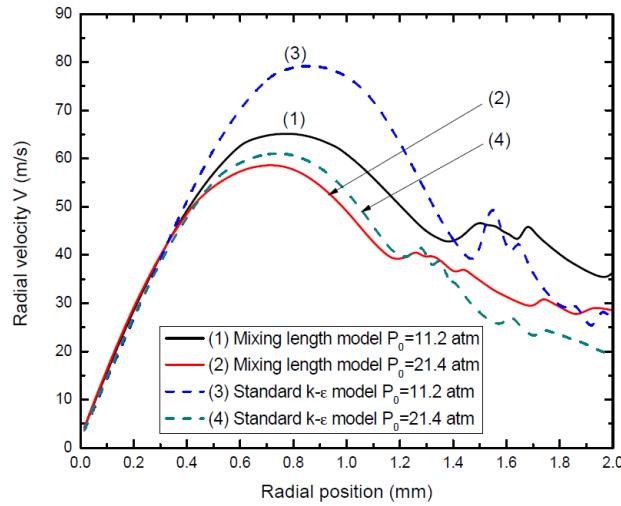 90
80
70
60
50
40
30
20
10
0
Radial velocity V (m/s)
(3)
(1)
(2)
(4)
(1) Mixing length model P₀=11.2 atm
(2) Mixing length model P₀=21.4 atm
(3) Standard k-ε model P₀=11.2 atm
(4) Standard k-ε model P₀=21.4 atm
0.0 0.2 0.4 0.6 0.8 1.0 1.2 1.4 1.6 1.8 2.0
Radial position (mm)